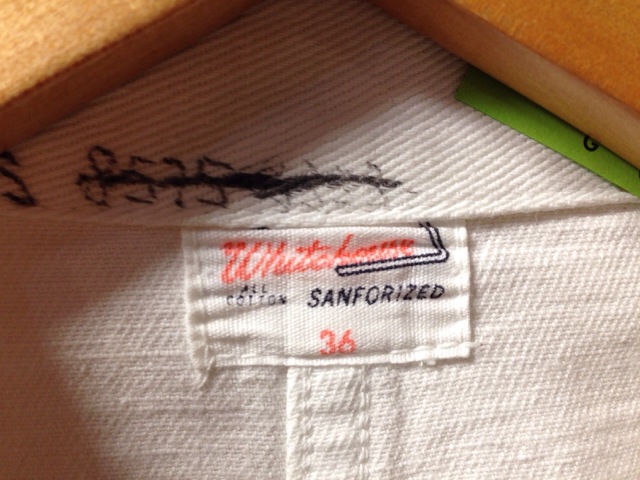 S
Whitehouse
ALL
COTTON
SANFORIZED
36
G